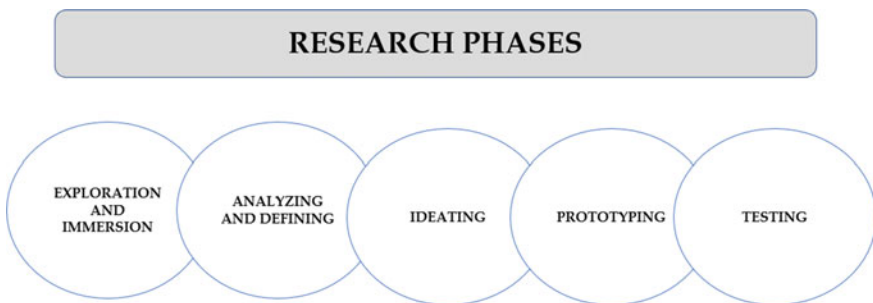 RESEARCH PHASES
EXPLORATION
AND
IMMERSION
ANALYZING
AND DEFINING
IDEATING
PROTOTYPING
TESTING